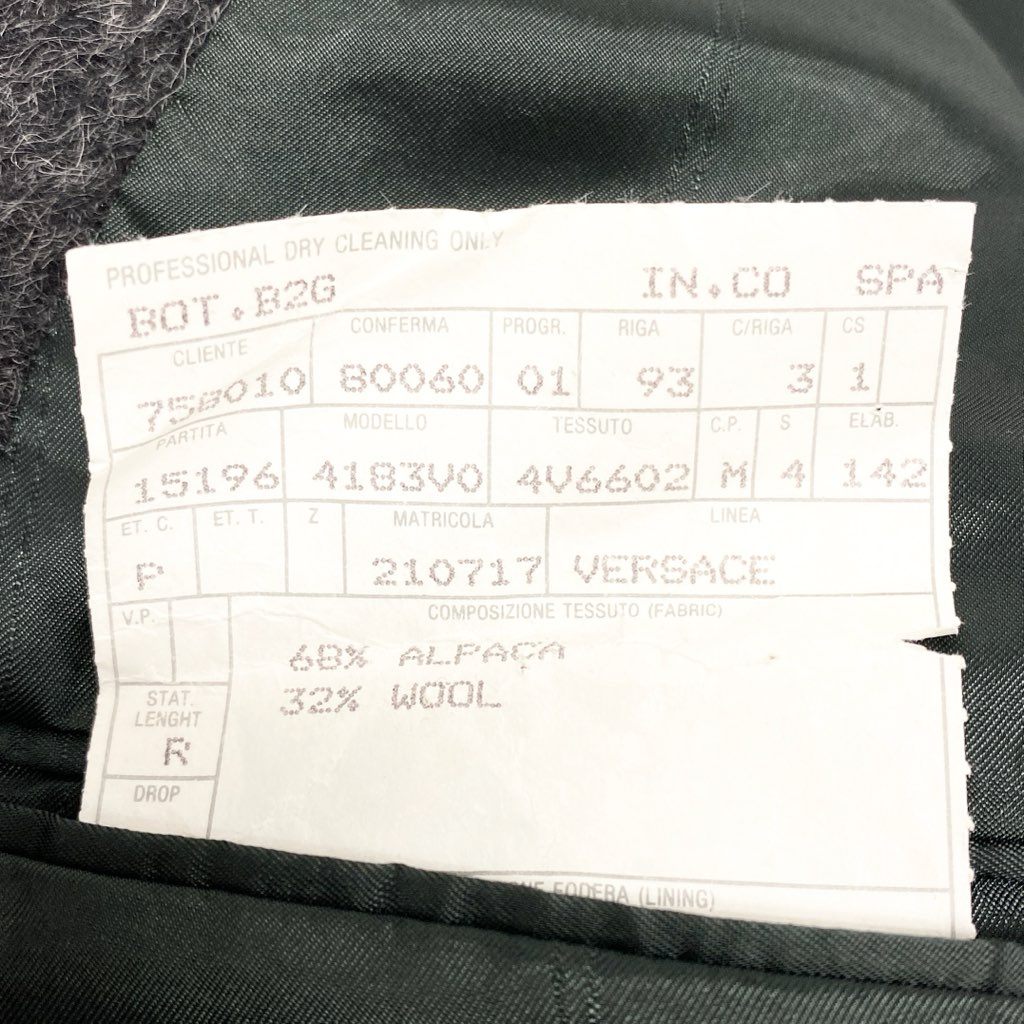 PROFESSIONAL DRY CLEANING ONLY
BOT.B2G IN.CO SPA
CLIENTE CONFERMA PROGR. RIGA C/RIGA CS
758010 80060 01 93 3 1
PARTITA MODELLO TESSUTO C.P. S ELAB.
15196 4183V0 4V6602 M 4 142
ET. C. ET. T. Z MATRICOLA LINEA
P 210717 VERSACE
V.P. COMPOSIZIONE TESSUTO (FABRIC)
68% ALPACA
32% WOOL
STAT.
LENGHT
R
DROP
FODERA (LINING)